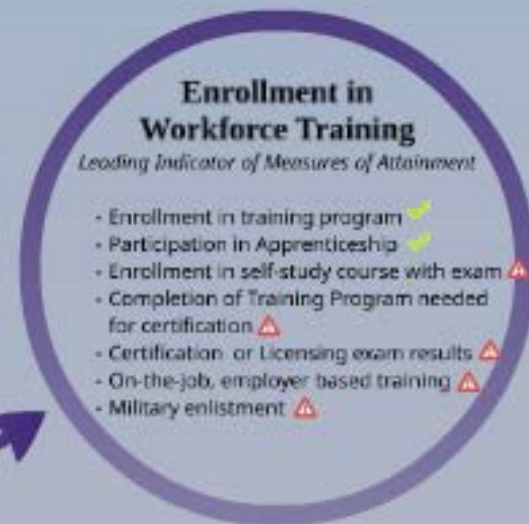 Enrollment in
Workforce Training
Leading Indicator of Measures of Attainment
- Enrollment in training program
- Participation in Apprenticeship
- Enrollment in self-study course with exam
- Completion of Training Program needed
for certification
- Certification or Licensing exam results
- On-the-job, employer based training
- Military enlistment